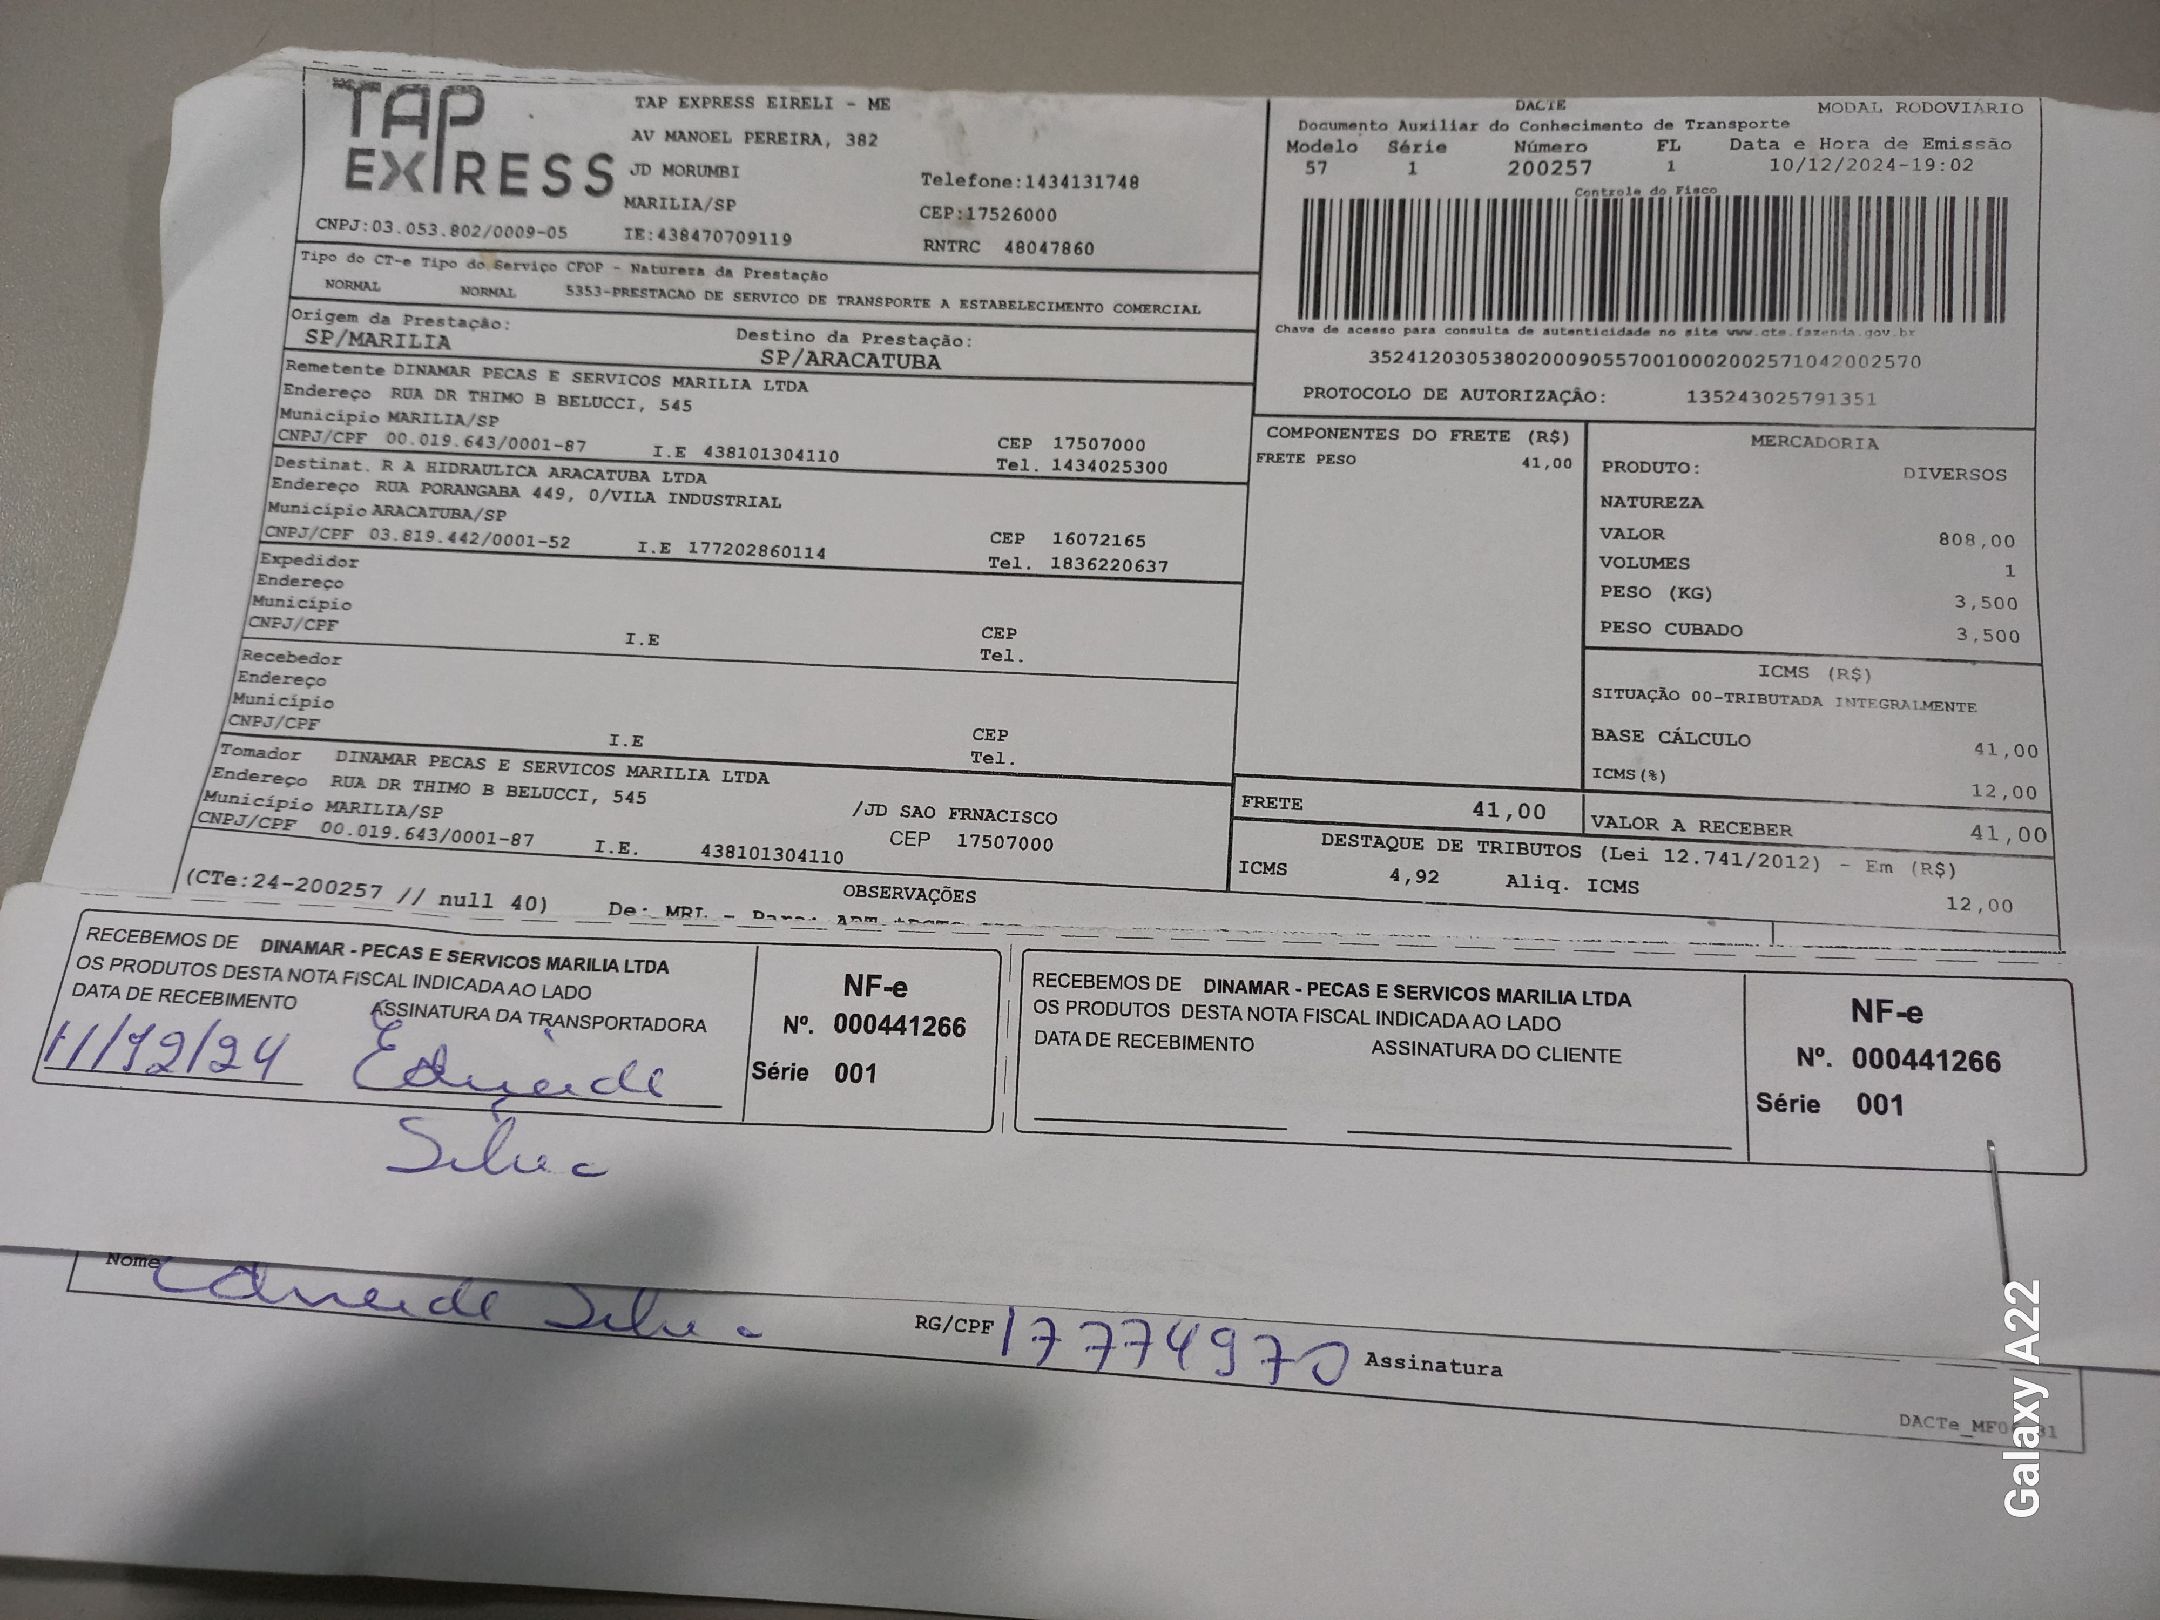 TAP EXPRESS
TAP EXPRESS EIRELI - ME
AV MANOEL PEREIRA, 382
JD MORUMBI
Telefone:1434131748
MARILIA/SP
CEP:17526000
CNPJ:03.053.802/0009-05 IE:438470709119
RNTRC 48047860
DACTE MODAL RODOVIÁRIO
Documento Auxiliar do Conhecimento de Transporte
Modelo Série Número FL Data e Hora de Emissão
57 1 200257 1 10/12/2024-19:02
Controle do Fisco
Chave de acesso para consulta de autenticidade no site www.cte.fazenda.gov.br
35241203053802000905570010002002571042002570
PROTOCOLO DE AUTORIZAÇÃO: 135243025791351
Tipo do CT-e Tipo do Serviço CFOP - Natureza da Prestação
NORMAL NORMAL 5353-PRESTACAO DE SERVICO DE TRANSPORTE A ESTABELECIMENTO COMERCIAL
Origem da Prestação: Destino da Prestação:
SP/MARILIA SP/ARACATUBA
Remetente DINAMAR PECAS E SERVICOS MARILIA LTDA
Endereço RUA DR THIMO B BELUCCI, 545
Município MARILIA/SP CEP 17507000
CNPJ/CPF 00.019.643/0001-87 I.E 438101304110 Tel. 1434025300
Destinat. R A HIDRAULICA ARACATUBA LTDA
Endereço RUA PORANGABA 449, 0/VILA INDUSTRIAL
Município ARACATUBA/SP CEP 16072165
CNPJ/CPF 03.819.442/0001-52 I.E 177202860114 Tel. 1836220637
Expedidor
Endereço
Município CEP
CNPJ/CPF I.E Tel.
Recebedor
Endereço
Município CEP
CNPJ/CPF I.E Tel.
Tomador DINAMAR PECAS E SERVICOS MARILIA LTDA
Endereço RUA DR THIMO B BELUCCI, 545 /JD SAO FRNACISCO
Município MARILIA/SP CEP 17507000
CNPJ/CPF 00.019.643/0001-87 I.E. 438101304110
COMPONENTES DO FRETE (R$)
FRETE PESO 41,00
MERCADORIA
PRODUTO: DIVERSOS
NATUREZA
VALOR 808,00
VOLUMES 1
PESO (KG) 3,500
PESO CUBADO 3,500
ICMS (R$)
SITUAÇÃO 00-TRIBUTADA INTEGRALMENTE
BASE CÁLCULO 41,00
ICMS(%) 12,00
FRETE 41,00 VALOR A RECEBER 41,00
DESTAQUE DE TRIBUTOS (Lei 12.741/2012) - Em (R$)
ICMS 4,92 Aliq. ICMS 12,00
OBSERVAÇÕES
(CTe:24-200257 // null 40) De: MRL - Para:
RECEBEMOS DE DINAMAR - PECAS E SERVICOS MARILIA LTDA
OS PRODUTOS DESTA NOTA FISCAL INDICADA AO LADO
DATA DE RECEBIMENTO ASSINATURA DA TRANSPORTADORA
11/12/24
Silva
NF-e
Nº. 000441266
Série 001
RECEBEMOS DE DINAMAR - PECAS E SERVICOS MARILIA LTDA
OS PRODUTOS DESTA NOTA FISCAL INDICADA AO LADO
DATA DE RECEBIMENTO ASSINATURA DO CLIENTE
NF-e
Nº. 000441266
Série 001
Nome Silva RG/CPF 17774970 Assinatura
Galaxy A22